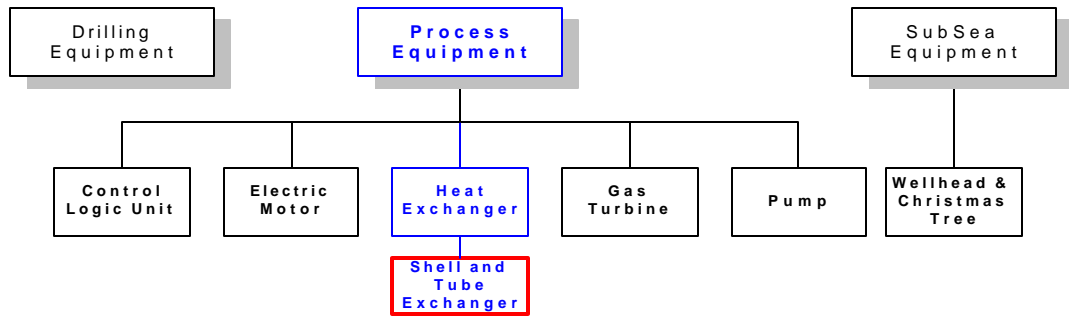 Drilling
Equipment
Process
Equipment
SubSea
Equipment
Control
Logic Unit
Electric
Motor
Heat
Exchanger
Gas
Turbine
Pump
Wellhead &
Christmas
Tree
Shell and
Tube
Exchanger